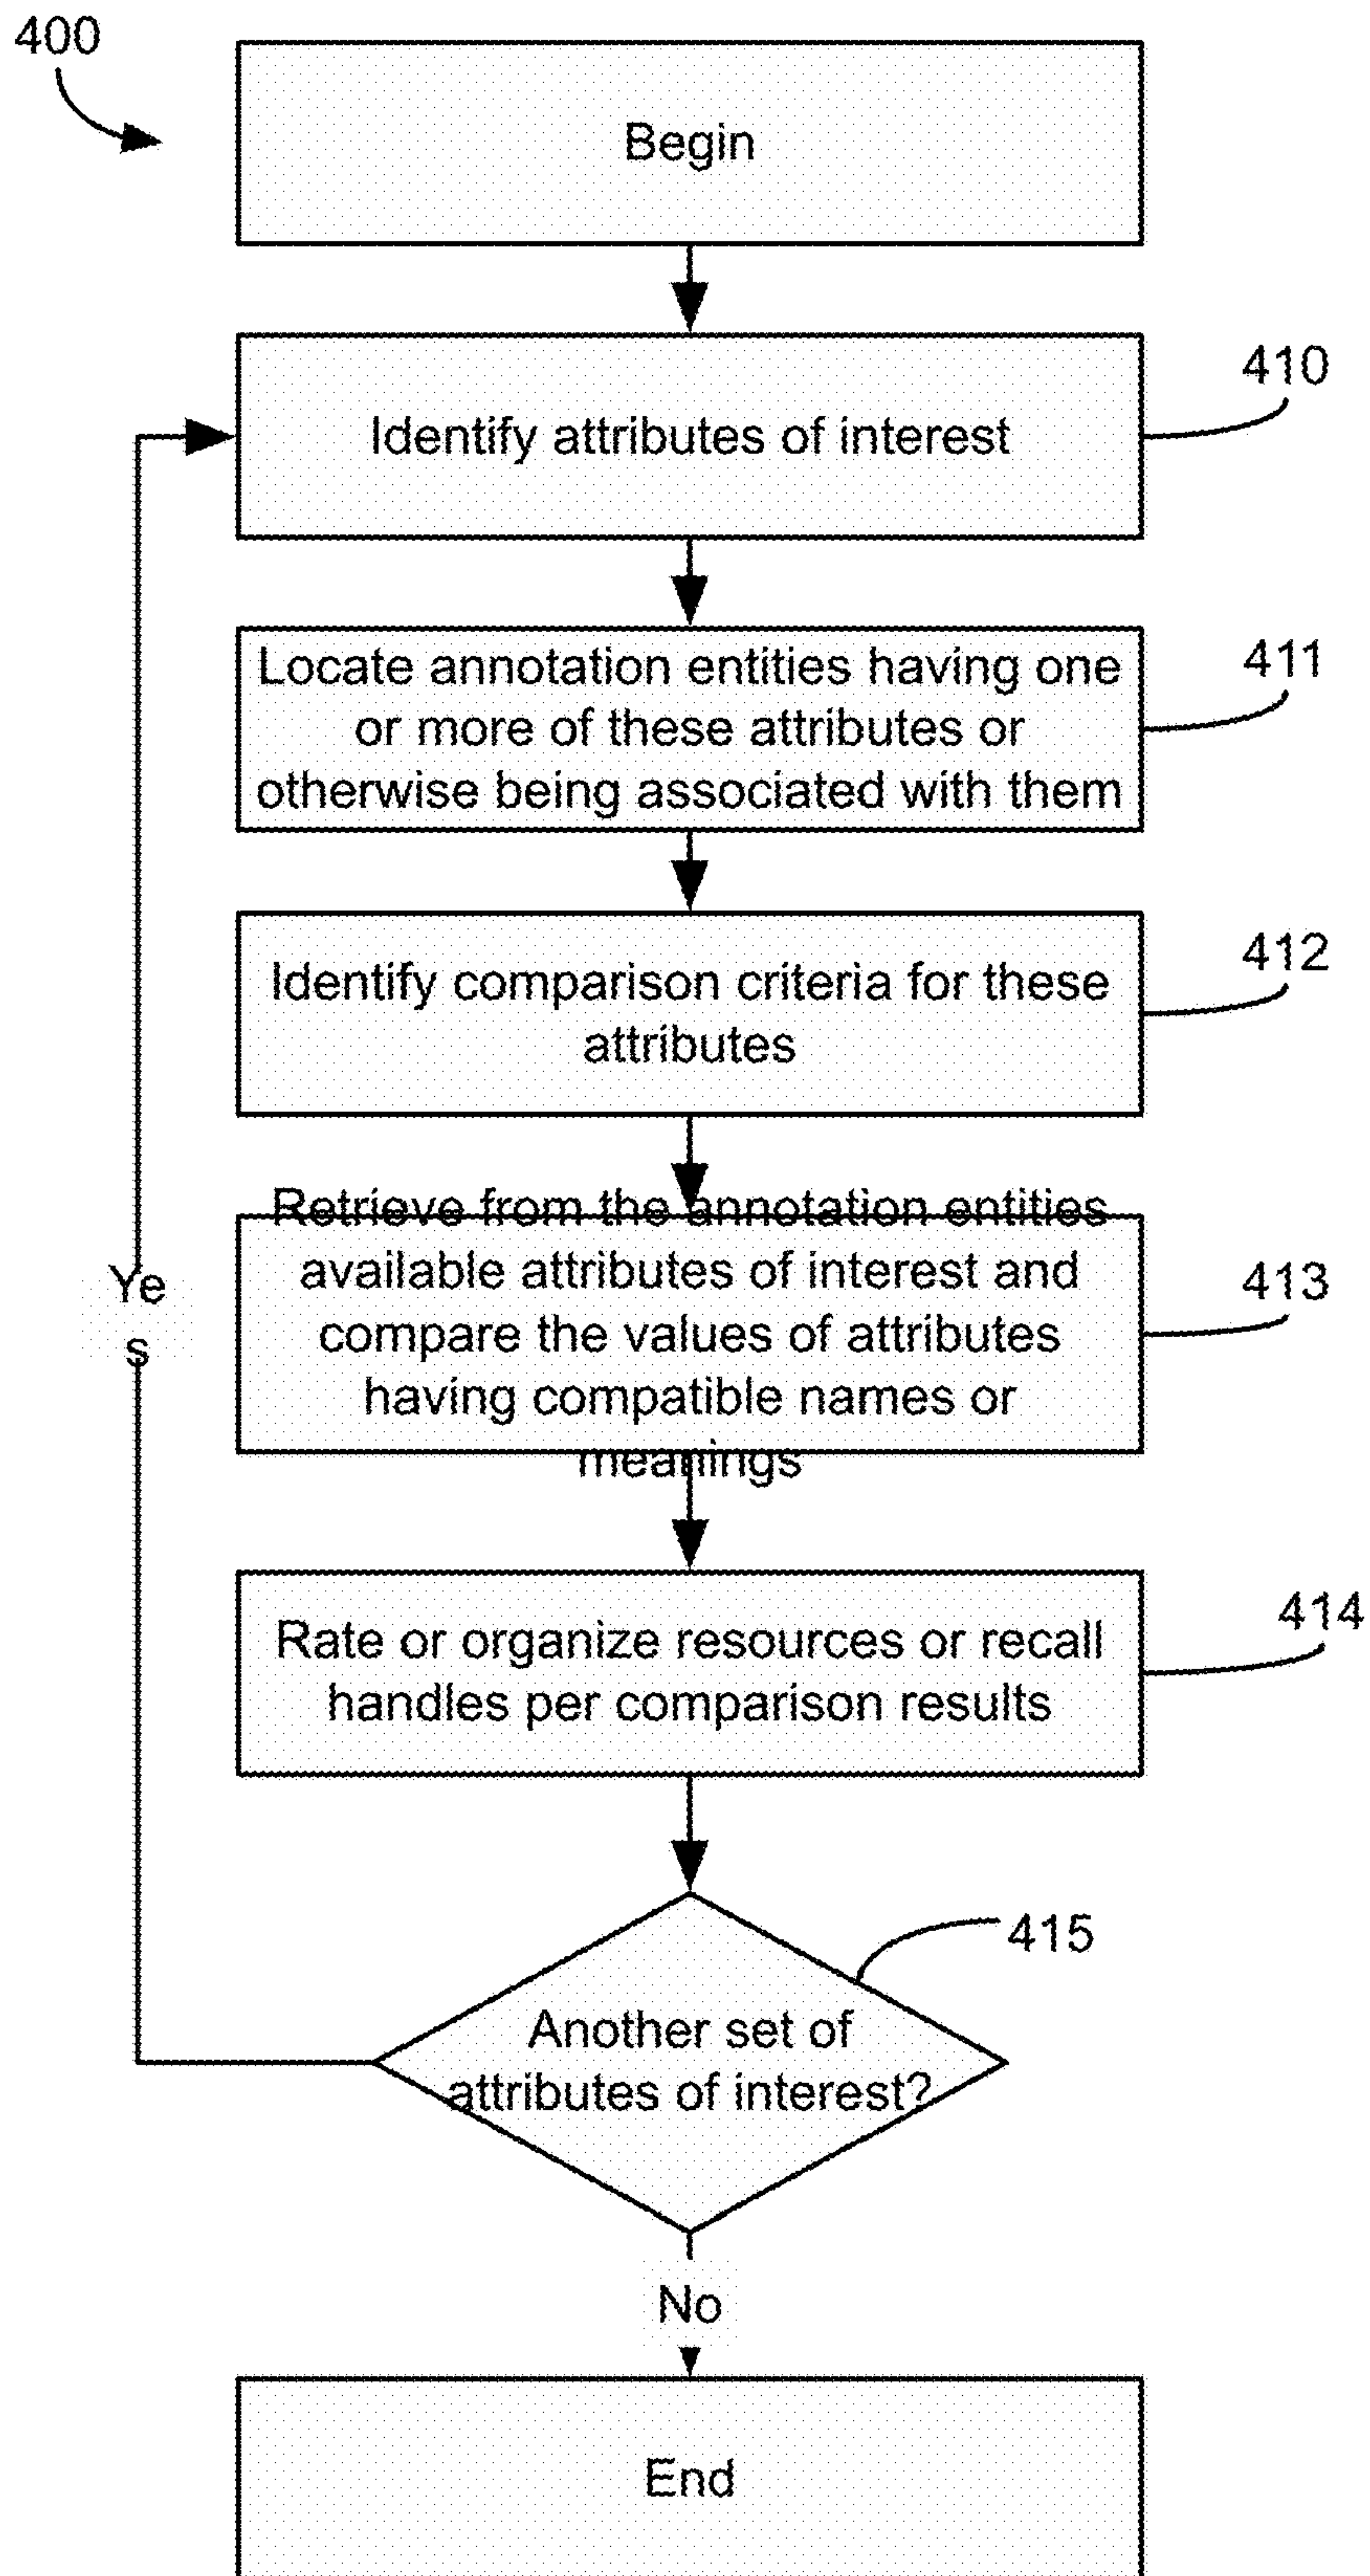 400
Begin
Identify attributes of interest
410
Locate annotation entities having one
or more of these attributes or
otherwise being associated with them
411
Identify comparison criteria for these
attributes
412
Retrieve from the annotation entities
available attributes of interest and
compare the values of attributes
having compatible names or
meanings
413
Ye
s
Rate or organize resources or recall
handles per comparison results
414
415
Another set of
attributes of interest?
No
End